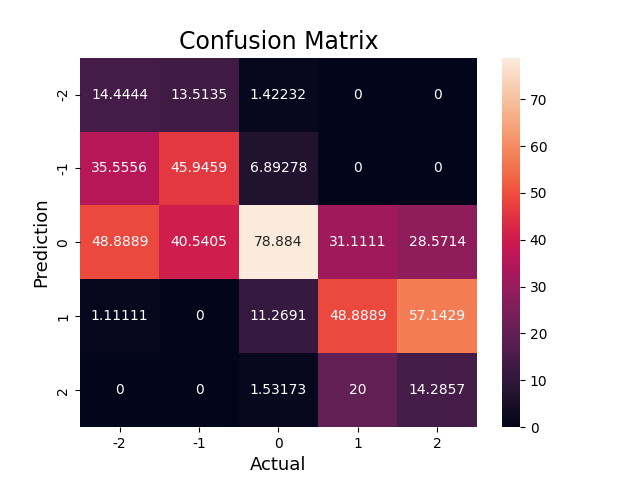 Confusion Matrix
-2 14.4444 13.5135 1.42232 0 0 70
-1 35.5556 45.9459 6.89278 0 0 60
50
0 48.8889 40.5405 78.884 31.1111 28.5714 40
30
1 1.11111 0 11.2691 48.8889 57.1429 20
2 0 0 1.53173 20 14.2857 10
0
-2 -1 0 1 2
Prediction
Actual